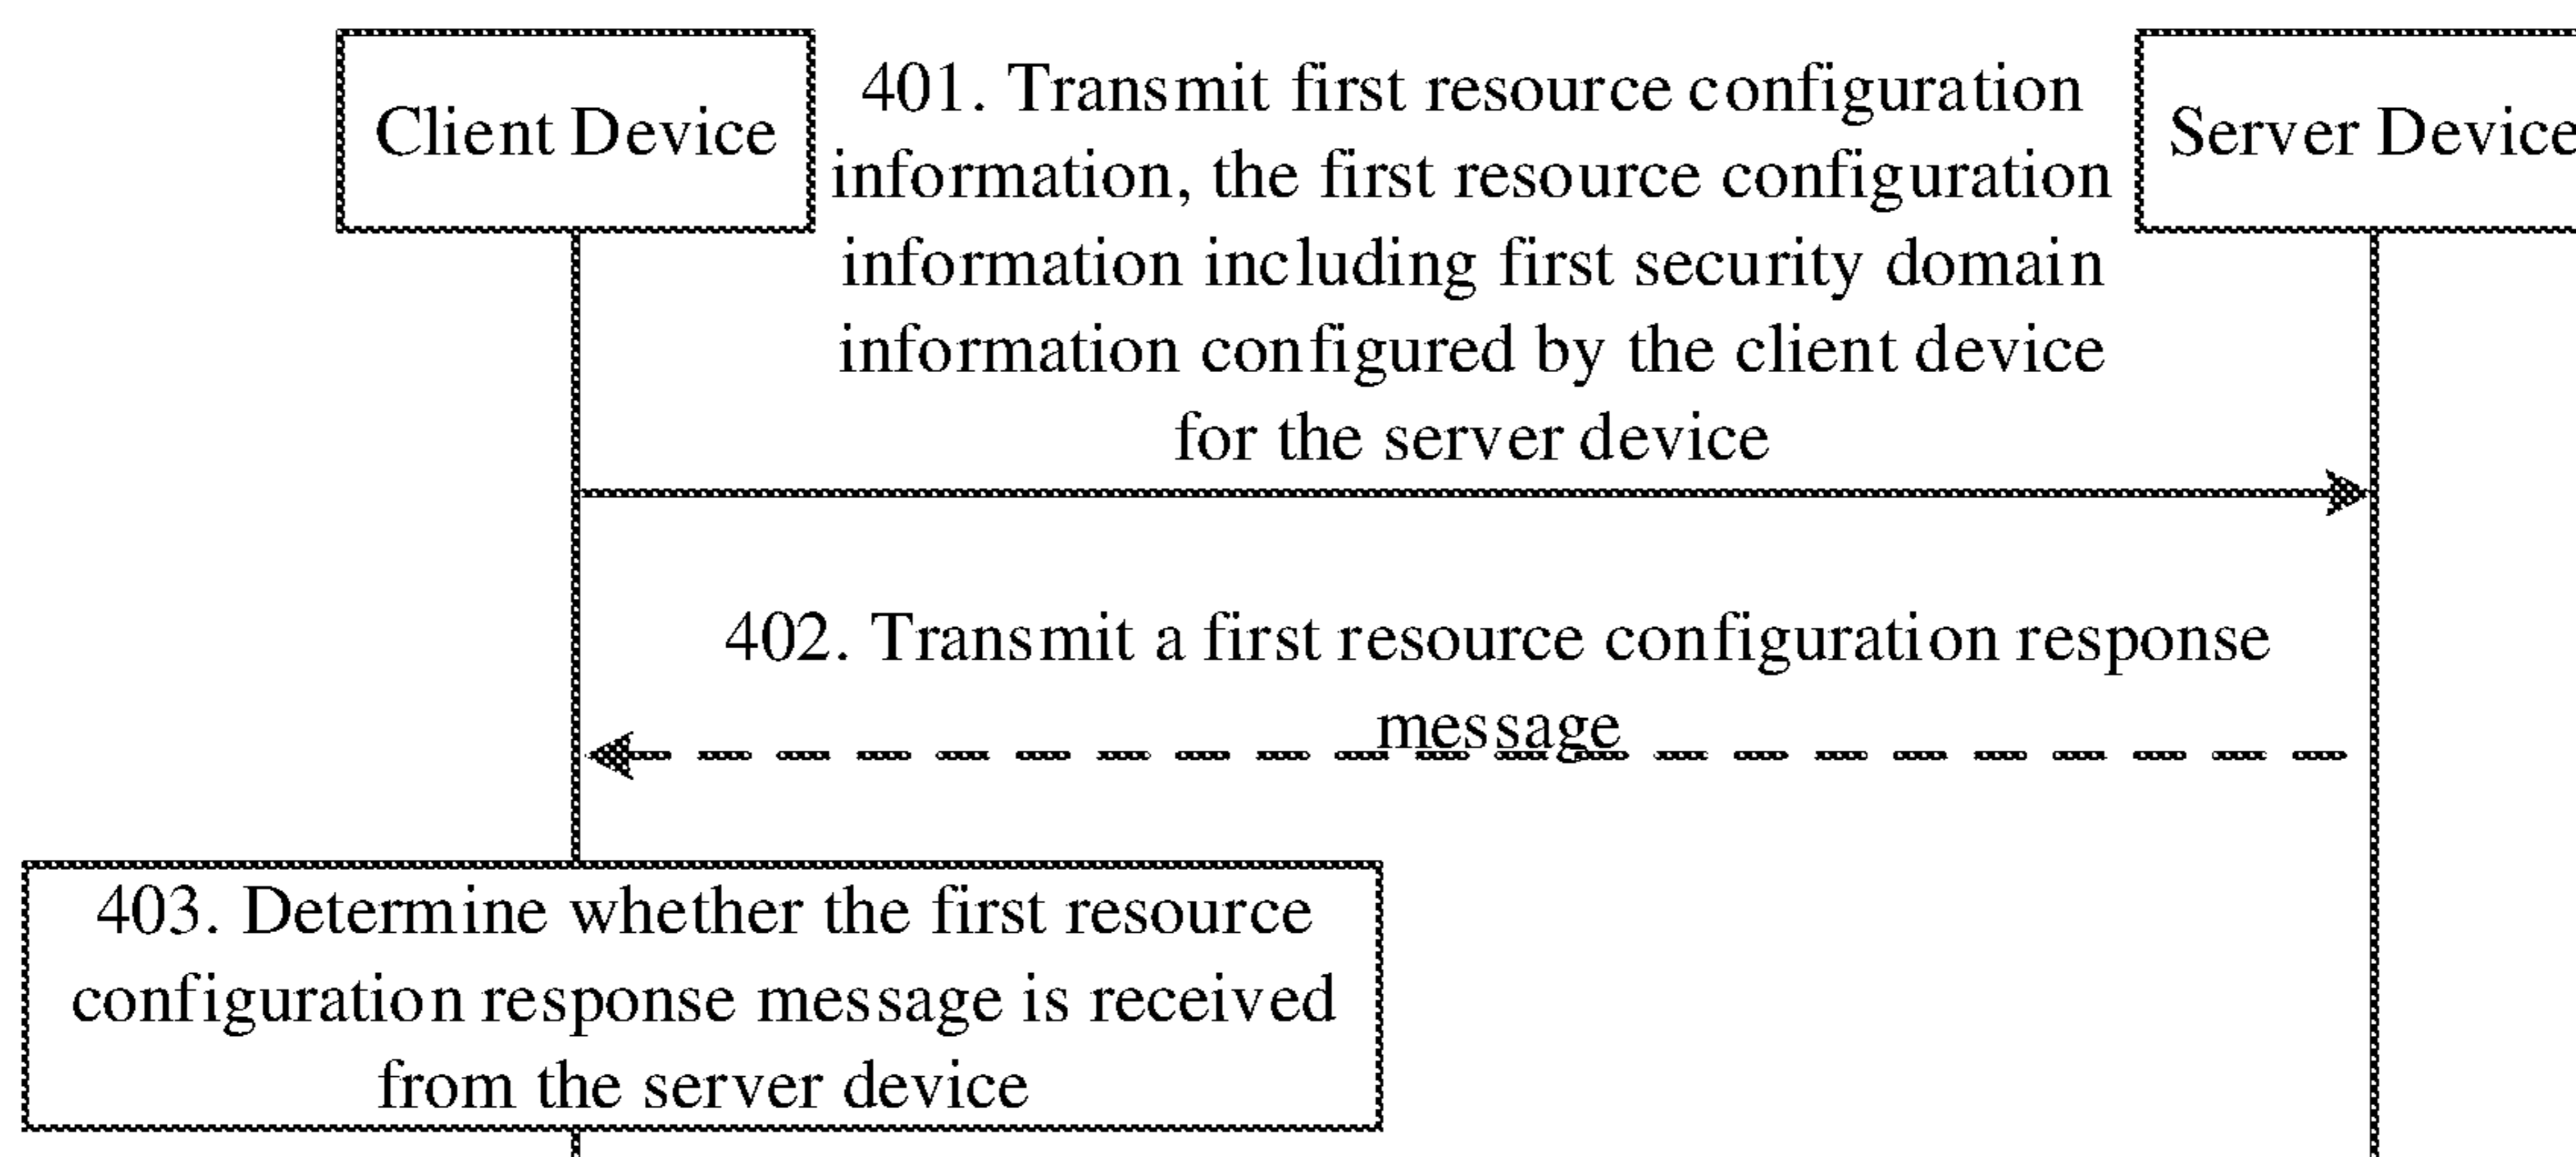 Client Device
401. Transmit first resource configuration
information, the first resource configuration
information including first security domain
information configured by the client device
for the server device
Server Device
402. Transmit a first resource configuration response
message
403. Determine whether the first resource
configuration response message is received
from the server device